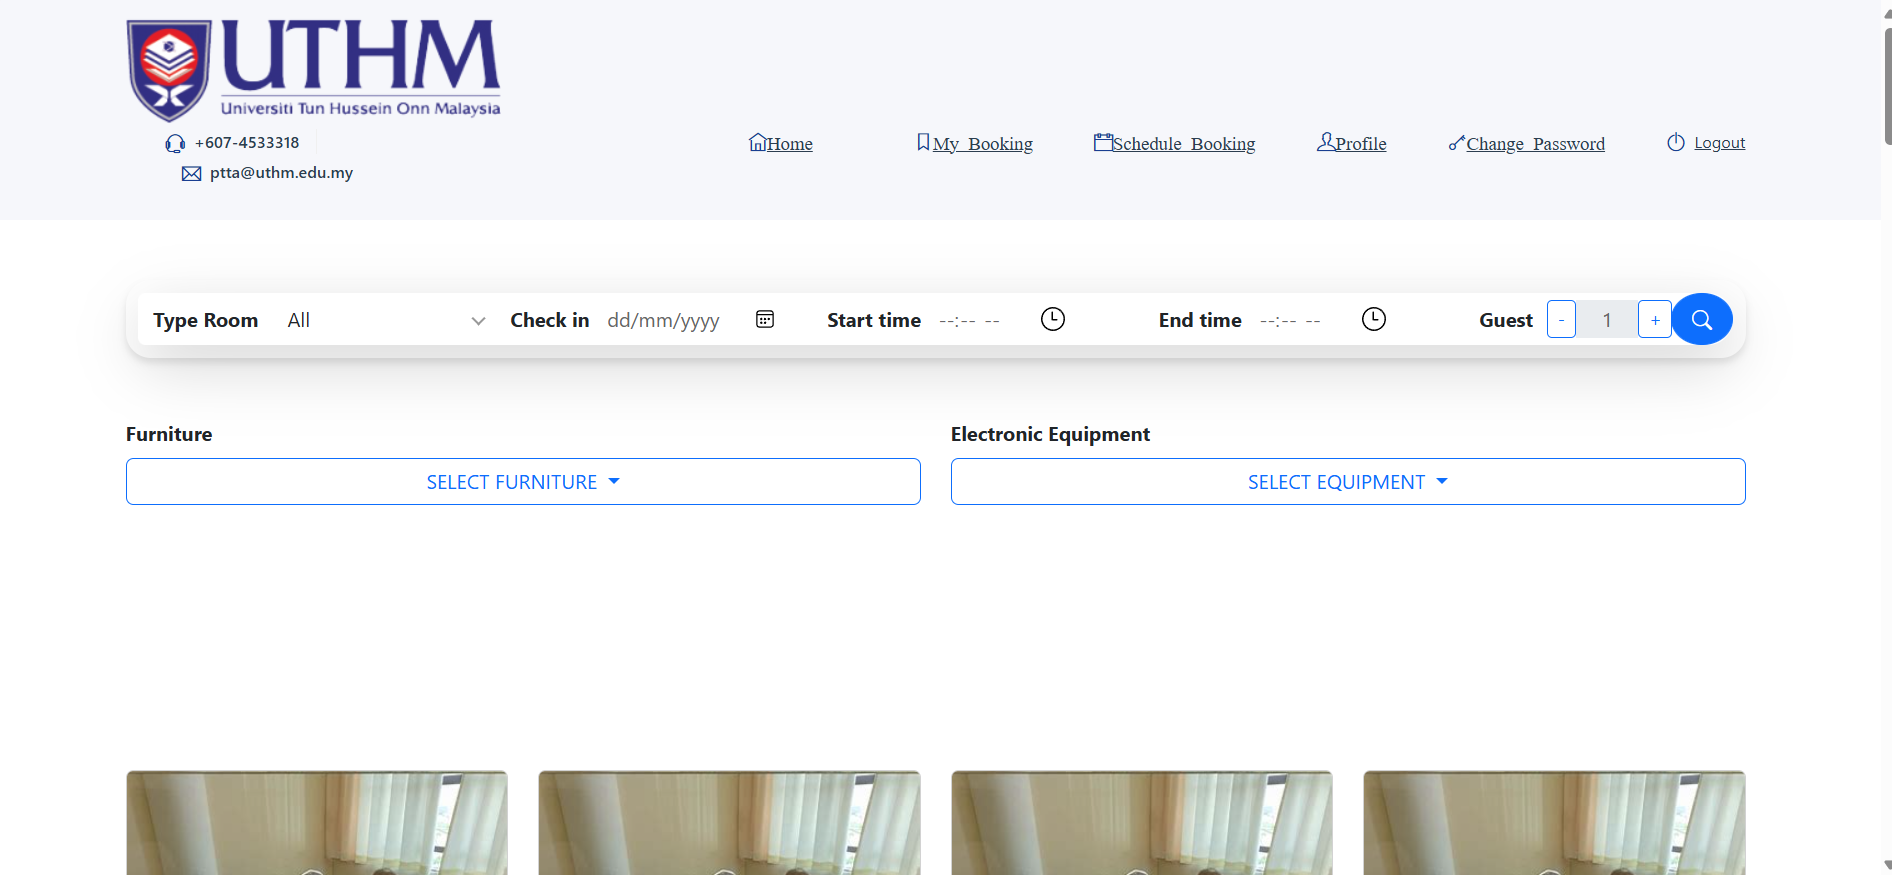 UTHM
Universiti Tun Hussein Onn Malaysia
+607-4533318
ptta@uthm.edu.my
Home My Booking Schedule Booking Profile Change Password Logout
Type Room All Check in dd/mm/yyyy Start time --:-- -- End time --:-- -- Guest - 1 +
Furniture Electronic Equipment
SELECT FURNITURE SELECT EQUIPMENT